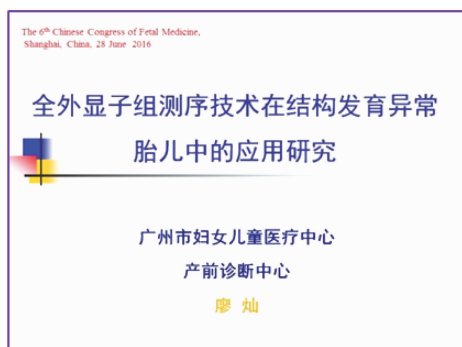 The 6th Chinese Congress of Fetal Medicine,
Shanghai, China, 28 June 2016
全外显子组测序技术在结构发育异常
胎儿中的应用研究
广州市妇女儿童医疗中心
产前诊断中心
廖 灿